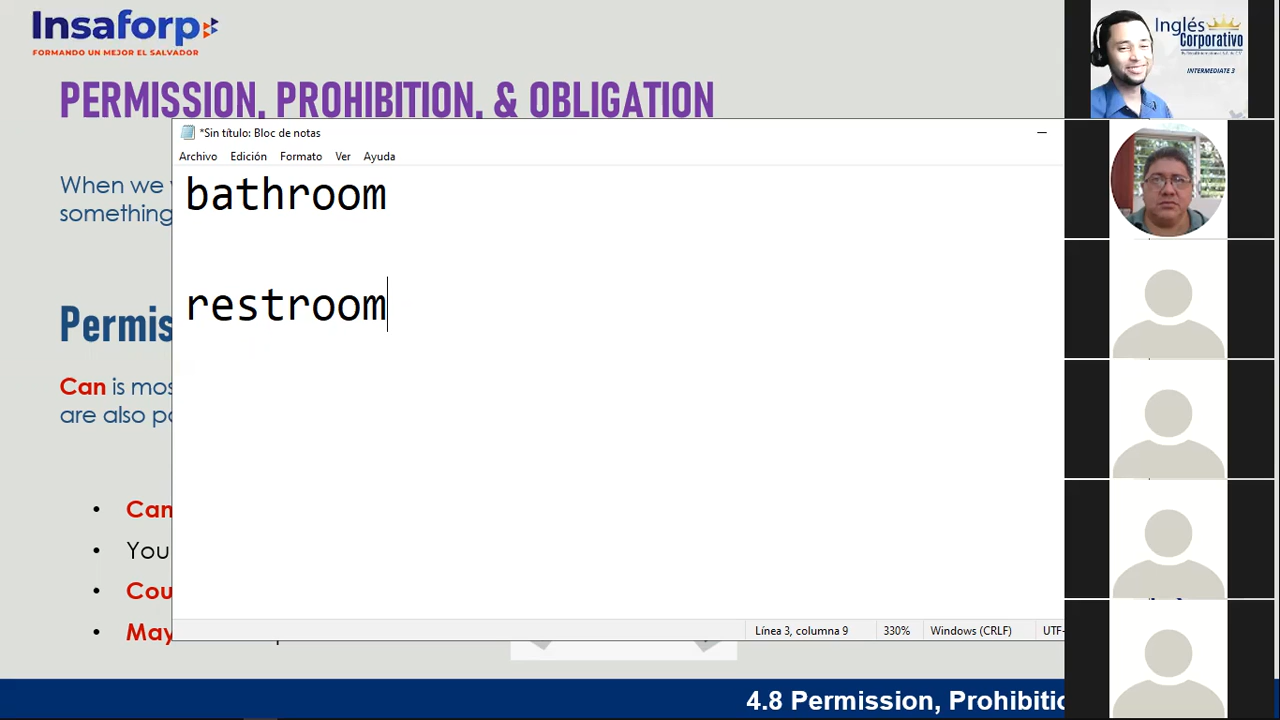 Insaforp
FORMANDO UN MEJOR EL SALVADOR
PERMISSION, PROHIBITION, & OBLIGATION
*Sin título: Bloc de notas
Archivo Edición Formato Ver Ayuda
When we
something
bathroom
restroom
Permis
Can is mos
are also po
• Can
• You
• Cou
• May
Línea 3, columna 9 330% Windows (CRLF) UTF-
4.8 Permission, Prohibitio
Inglés
Corporativo
INTERMEDIATE 3